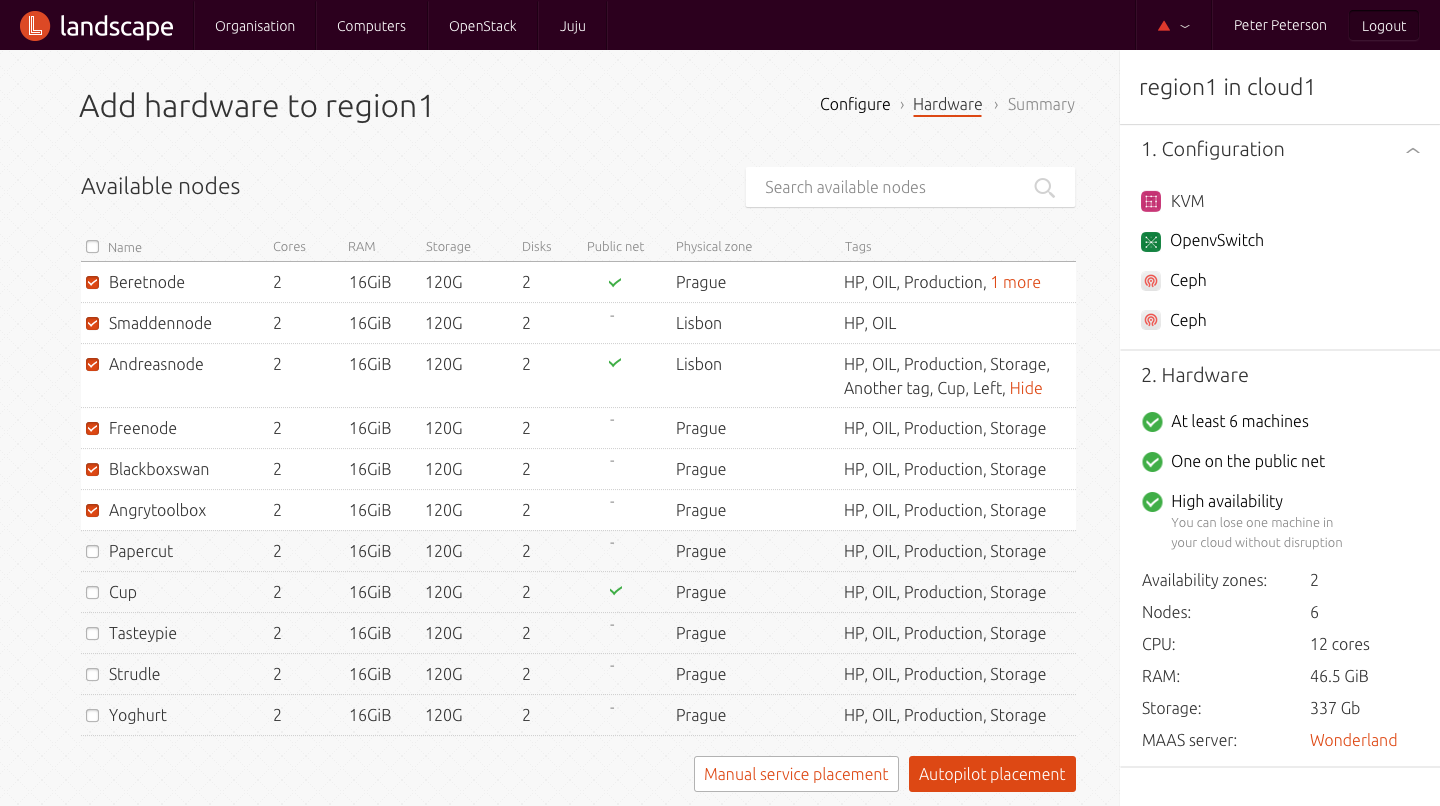 landscape Organisation Computers OpenStack Juju Peter Peterson Logout
Add hardware to region1
Configure › Hardware › Summary
Available nodes
Search available nodes
Name Cores RAM Storage Disks Public net Physical zone Tags
Beretnode 2 16GiB 120G 2 Prague HP, OIL, Production, 1 more
Smaddennode 2 16GiB 120G 2 - Lisbon HP, OIL
Andreasnode 2 16GiB 120G 2 Lisbon HP, OIL, Production, Storage,
Another tag, Cup, Left, Hide
Freenode 2 16GiB 120G 2 - Prague HP, OIL, Production, Storage
Blackboxswan 2 16GiB 120G 2 - Prague HP, OIL, Production, Storage
Angrytoolbox 2 16GiB 120G 2 - Prague HP, OIL, Production, Storage
Papercut 2 16GiB 120G 2 - Prague HP, OIL, Production, Storage
Cup 2 16GiB 120G 2 Prague HP, OIL, Production, Storage
Tasteypie 2 16GiB 120G 2 - Prague HP, OIL, Production, Storage
Strudle 2 16GiB 120G 2 - Prague HP, OIL, Production, Storage
Yoghurt 2 16GiB 120G 2 - Prague HP, OIL, Production, Storage
Manual service placement Autopilot placement
region1 in cloud1
1. Configuration
KVM
OpenvSwitch
Ceph
Ceph
2. Hardware
At least 6 machines
One on the public net
High availability
You can lose one machine in
your cloud without disruption
Availability zones: 2
Nodes: 6
CPU: 12 cores
RAM: 46.5 GiB
Storage: 337 Gb
MAAS server: Wonderland